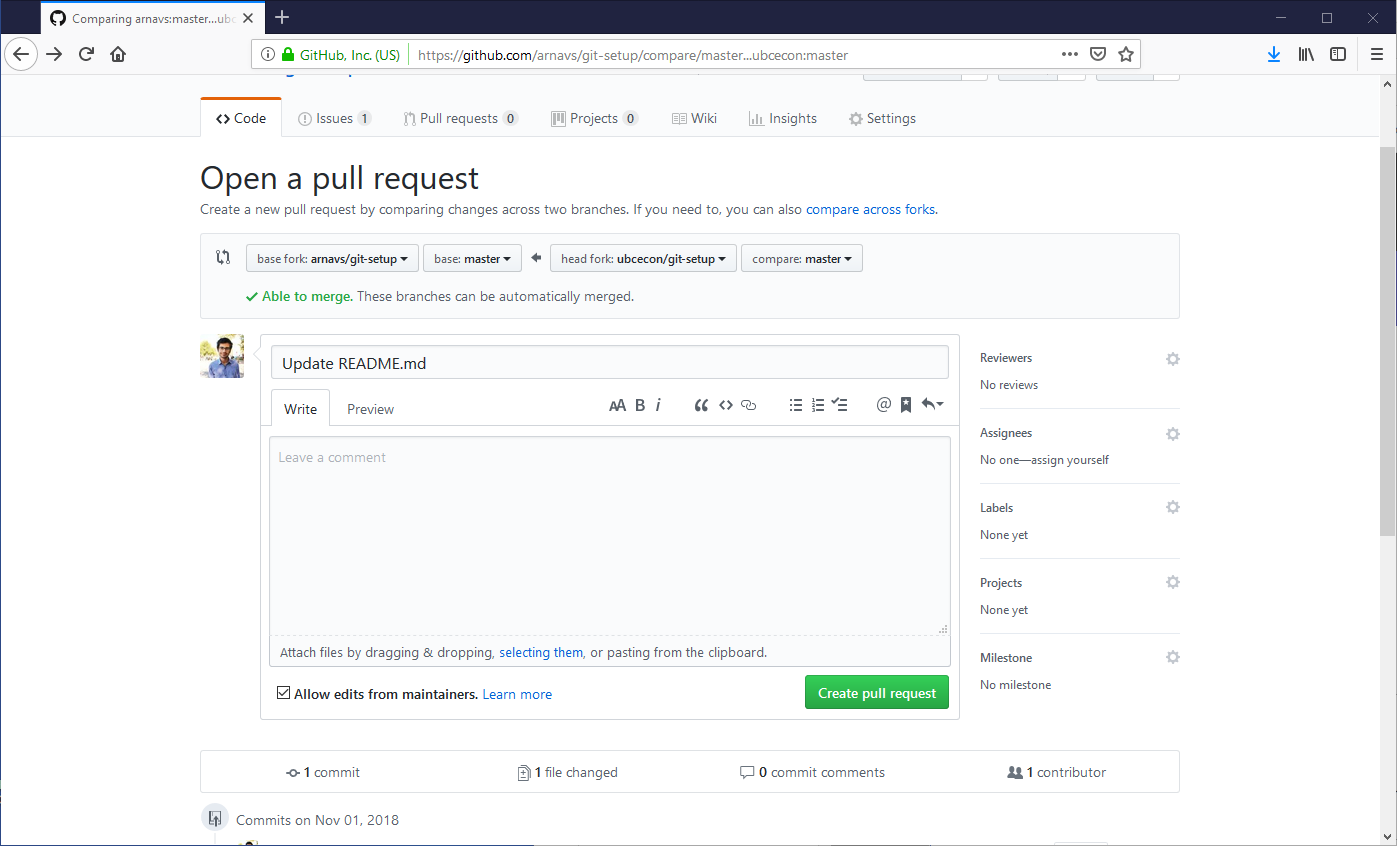 Comparing arnavs:master...ubc
GitHub, Inc. (US) https://github.com/arnavs/git-setup/compare/master...ubcecon:master
Code Issues 1 Pull requests 0 Projects 0 Wiki Insights Settings
Open a pull request
Create a new pull request by comparing changes across two branches. If you need to, you can also compare across forks.
base fork: arnavs/git-setup base: master head fork: ubcecon/git-setup compare: master
Able to merge. These branches can be automatically merged.
Update README.md
Write Preview AA B i @
Leave a comment
Attach files by dragging & dropping, selecting them, or pasting from the clipboard.
Allow edits from maintainers. Learn more Create pull request
Reviewers
No reviews
Assignees
No one—assign yourself
Labels
None yet
Projects
None yet
Milestone
No milestone
1 commit 1 file changed 0 commit comments 1 contributor
Commits on Nov 01, 2018